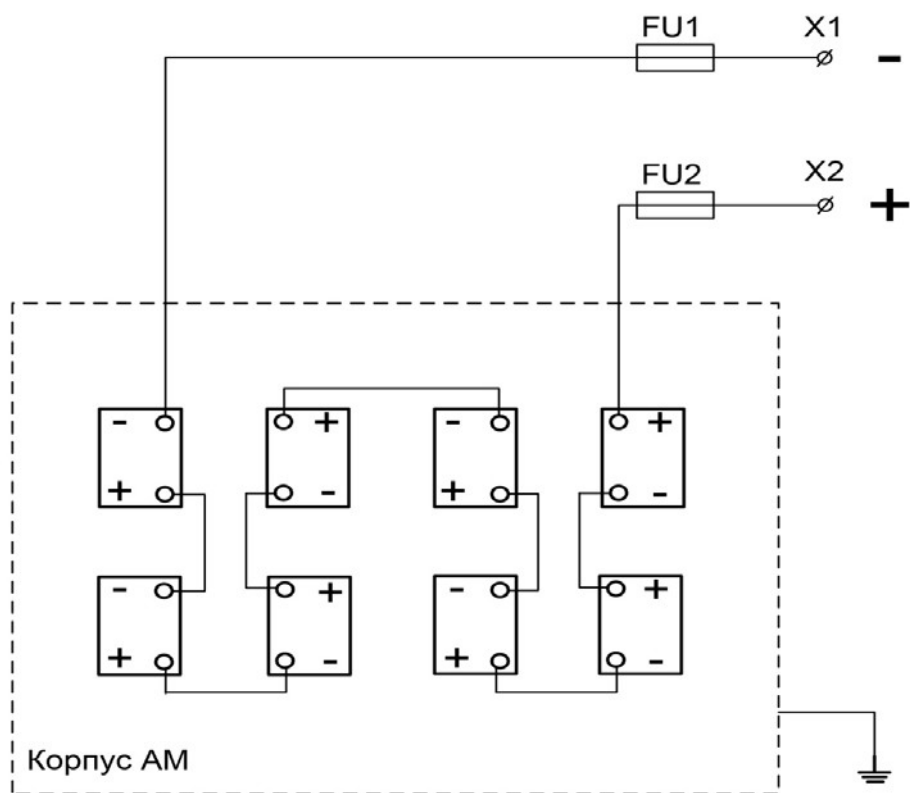 FU1 X1 -
FU2 X2 +
- + - +
+ - + -
- + - +
+ - + -
Корпус АМ